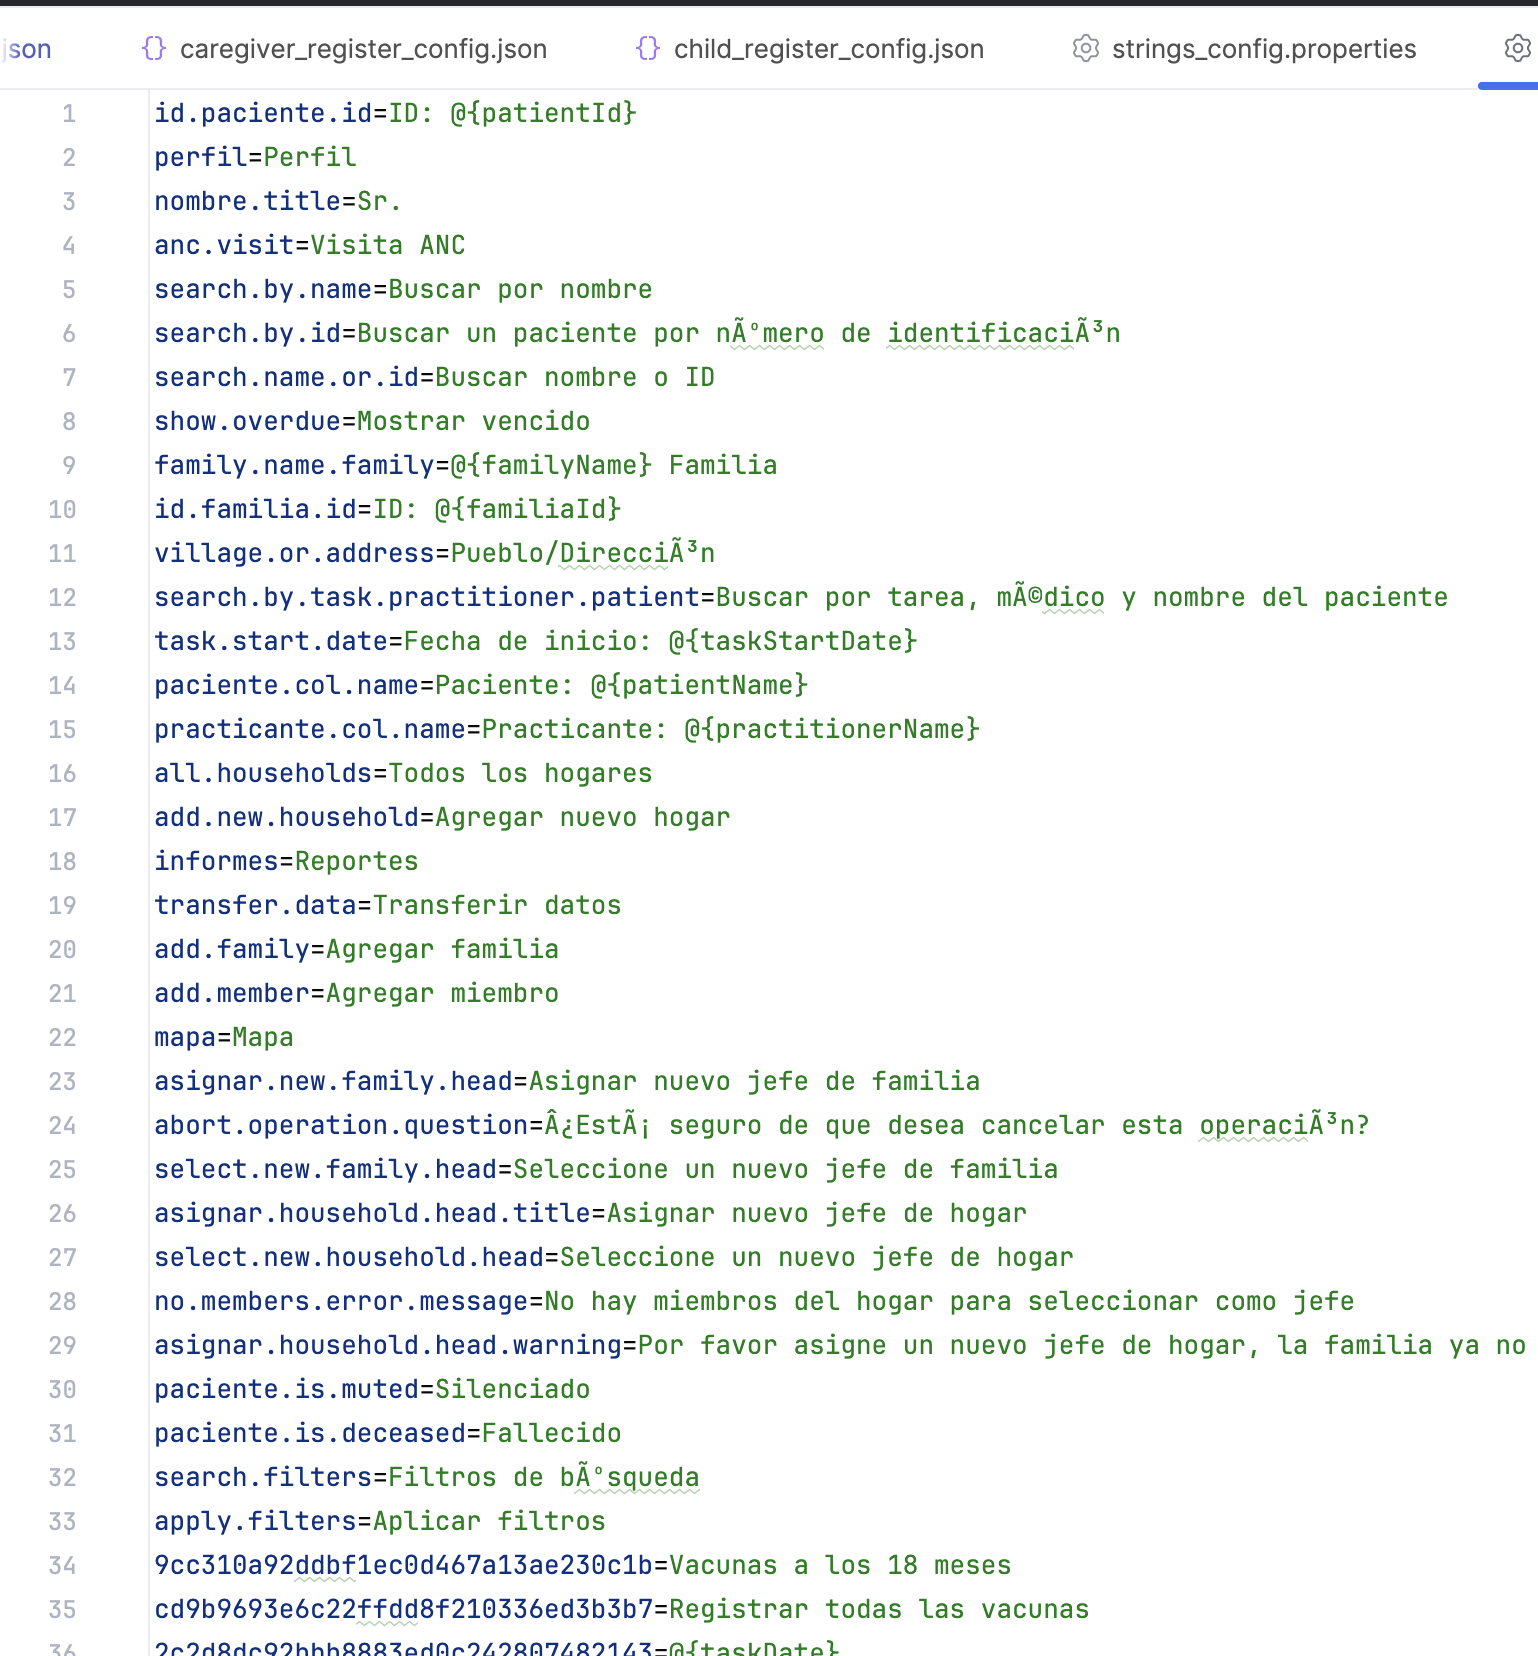 json caregiver_register_config.json child_register_config.json strings_config.properties
1 id.paciente.id=ID: @{patientId}
2 perfil=Perfil
3 nombre.title=Sr.
4 anc.visit=Visita ANC
5 search.by.name=Buscar por nombre
6 search.by.id=Buscar un paciente por nÃºmero de identificaciÃ³n
7 search.name.or.id=Buscar nombre o ID
8 show.overdue=Mostrar vencido
9 family.name.family=@{familyName} Familia
10 id.familia.id=ID: @{familiaId}
11 village.or.address=Pueblo/DirecciÃ³n
12 search.by.task.practitioner.patient=Buscar por tarea, mÃ©dico y nombre del paciente
13 task.start.date=Fecha de inicio: @{taskStartDate}
14 paciente.col.name=Paciente: @{patientName}
15 practicante.col.name=Practicante: @{practitionerName}
16 all.households=Todos los hogares
17 add.new.household=Agregar nuevo hogar
18 informes=Reportes
19 transfer.data=Transferir datos
20 add.family=Agregar familia
21 add.member=Agregar miembro
22 mapa=Mapa
23 asignar.new.family.head=Asignar nuevo jefe de familia
24 abort.operation.question=Â¿EstÃ¡ seguro de que desea cancelar esta operaciÃ³n?
25 select.new.family.head=Seleccione un nuevo jefe de familia
26 asignar.household.head.title=Asignar nuevo jefe de hogar
27 select.new.household.head=Seleccione un nuevo jefe de hogar
28 no.members.error.message=No hay miembros del hogar para seleccionar como jefe
29 asignar.household.head.warning=Por favor asigne un nuevo jefe de hogar, la familia ya no
30 paciente.is.muted=Silenciado
31 paciente.is.deceased=Fallecido
32 search.filters=Filtros de bÃºsqueda
33 apply.filters=Aplicar filtros
34 9cc310a92ddbf1ec0d467a13ae230c1b=Vacunas a los 18 meses
35 cd9b9693e6c22ffdd8f210336ed3b3b7=Registrar todas las vacunas
36 2c2d8dc92bbb8883ed0c242807482143=@{taskDate}